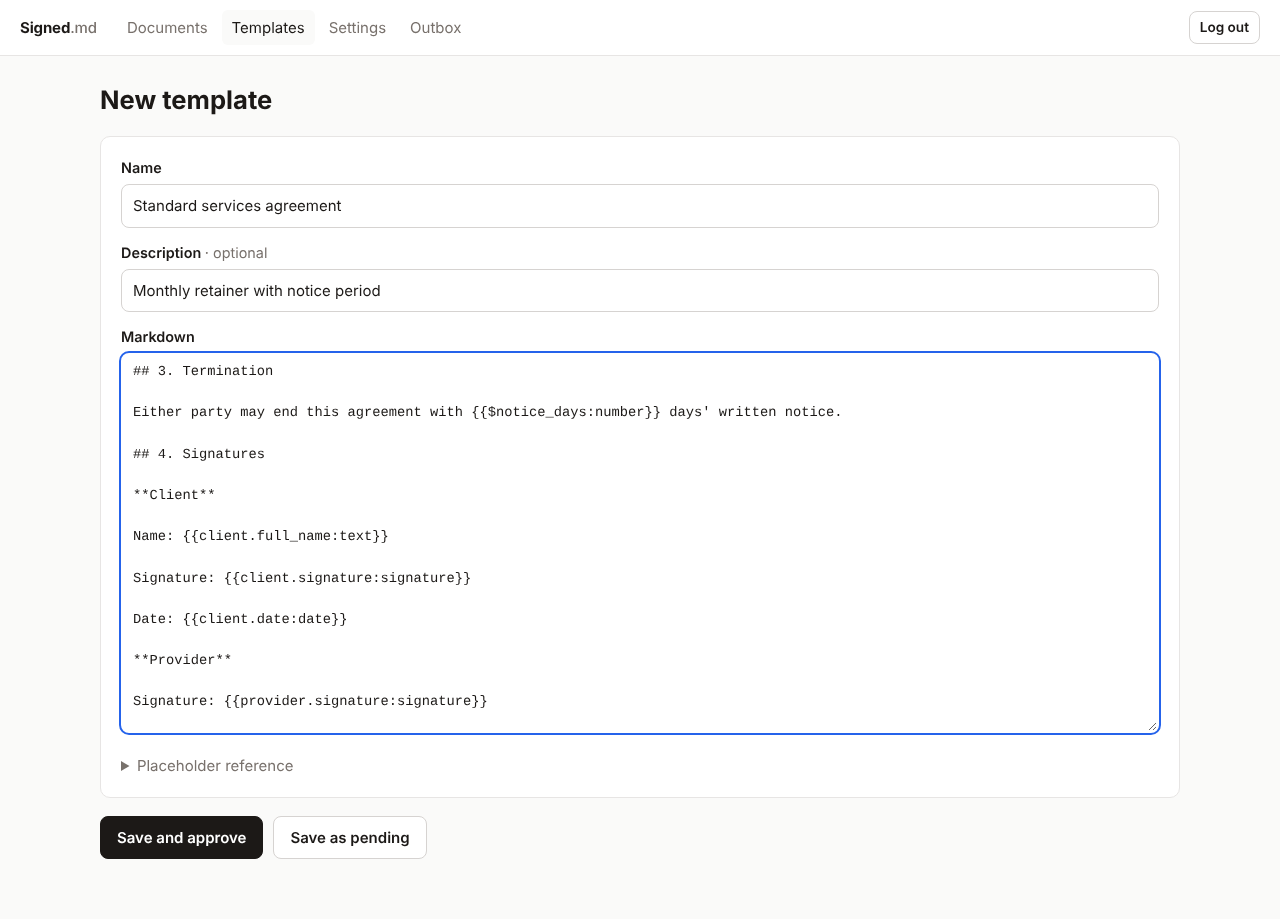 Signed.md Documents Templates Settings Outbox Log out
New template
Name
Standard services agreement
Description · optional
Monthly retainer with notice period
Markdown
## 3. Termination
Either party may end this agreement with {{$notice_days:number}} days' written notice.
## 4. Signatures
**Client**
Name: {{client.full_name:text}}
Signature: {{client.signature:signature}}
Date: {{client.date:date}}
**Provider**
Signature: {{provider.signature:signature}}
Placeholder reference
Save and approve Save as pending